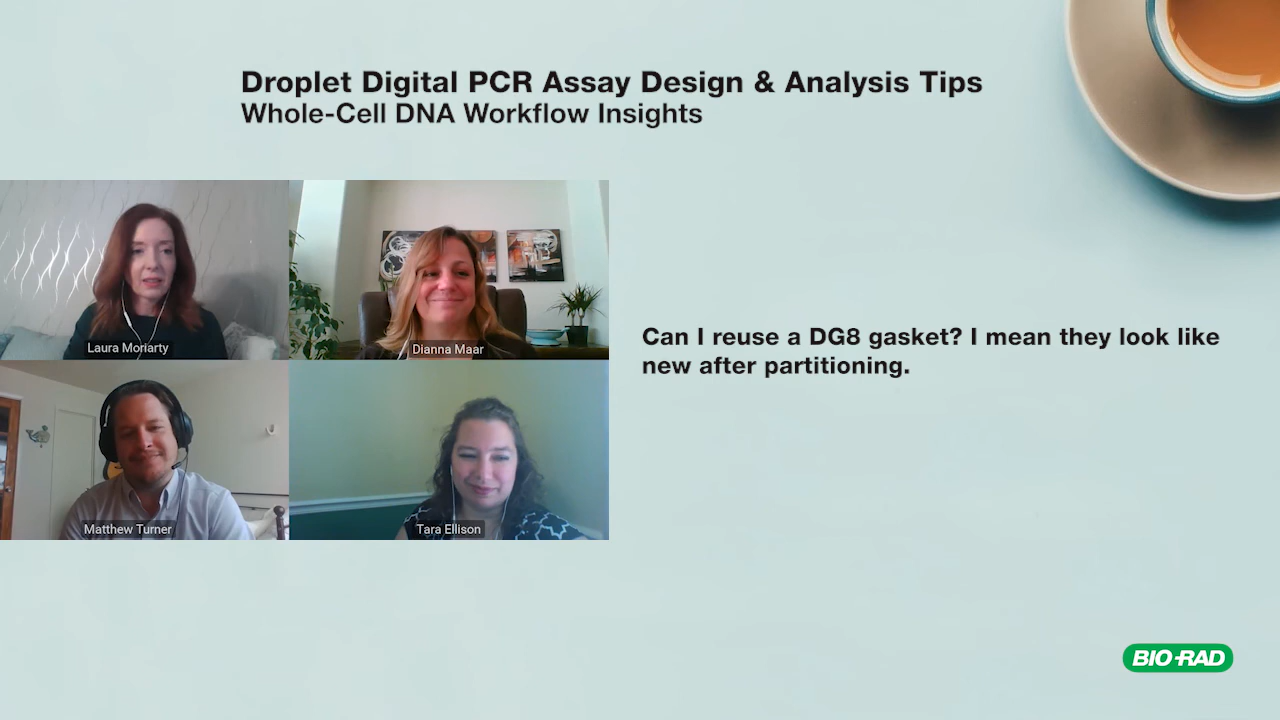 Droplet Digital PCR Assay Design & Analysis Tips
Whole-Cell DNA Workflow Insights
Laura Moriarty
Dianna Maar
Can I reuse a DG8 gasket? I mean they look like
new after partitioning.
Matthew Turner
Tara Ellison
BIO-RAD